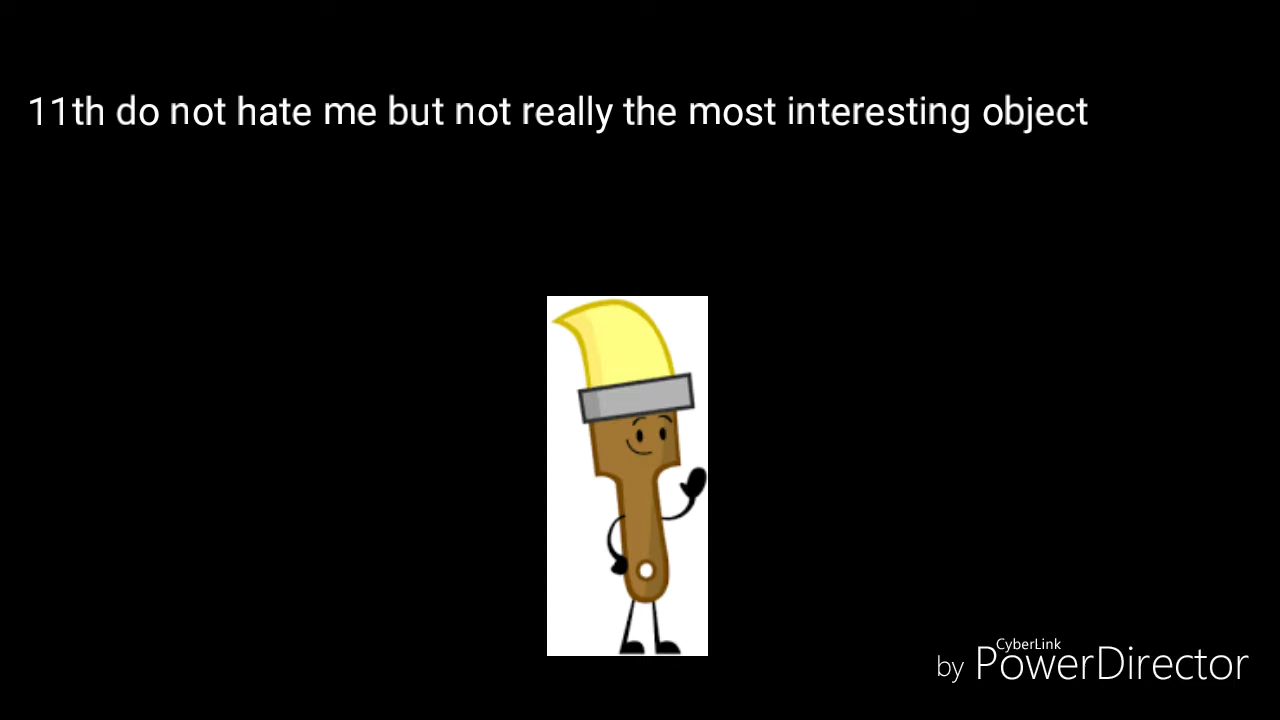 11th do not hate me but not really the most interesting object
CyberLink
by PowerDirector